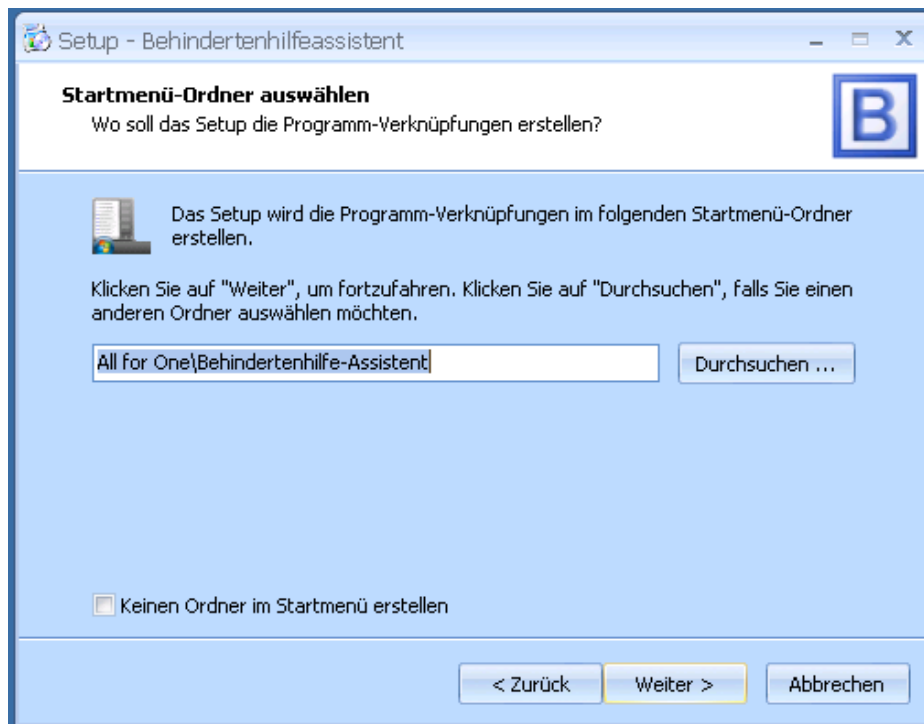 Setup - Behindertenhilfeassistent
Startmenü-Ordner auswählen
Wo soll das Setup die Programm-Verknüpfungen erstellen?
B
Das Setup wird die Programm-Verknüpfungen im folgenden Startmenü-Ordner
erstellen.
Klicken Sie auf "Weiter", um fortzufahren. Klicken Sie auf "Durchsuchen", falls Sie einen
anderen Ordner auswählen möchten.
All for One\Behindertenhilfe-Assistent
Durchsuchen ...
Keinen Ordner im Startmenü erstellen
< Zurück
Weiter >
Abbrechen